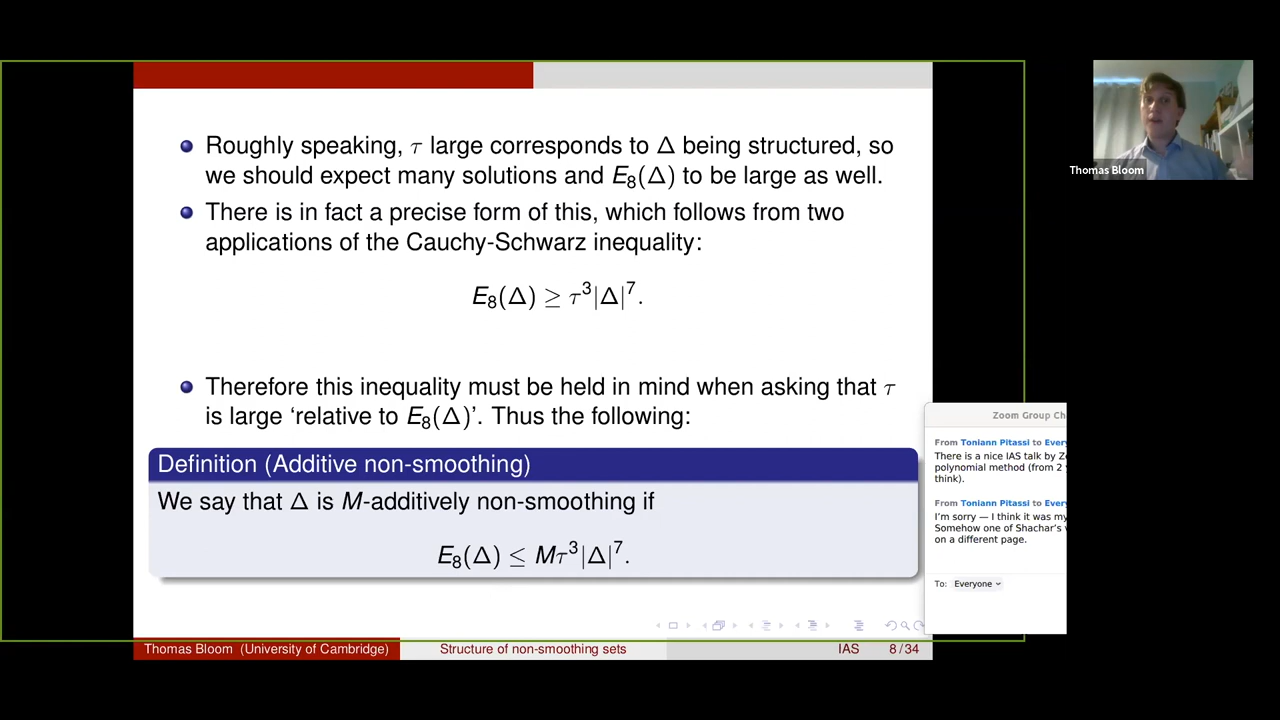 Roughly speaking, τ large corresponds to Δ being structured, so
we should expect many solutions and E₈(Δ) to be large as well.
There is in fact a precise form of this, which follows from two
applications of the Cauchy-Schwarz inequality:
E₈(Δ) ≥ τ³|Δ|⁷.
Therefore this inequality must be held in mind when asking that τ
is large ‘relative to E₈(Δ)’. Thus the following:
Definition (Additive non-smoothing)
We say that Δ is M-additively non-smoothing if
E₈(Δ) ≤ Mτ³|Δ|⁷.
Thomas Bloom (University of Cambridge)
Structure of non-smoothing sets
IAS
8 / 34
Thomas Bloom
Zoom Group Ch
From Toniann Pitassi to Every
There is a nice IAS talk by Z
polynomial method (from 2
think).
From Toniann Pitassi to Every
I'm sorry — I think it was my
Somehow one of Shachar's
on a different page.
To: Everyone